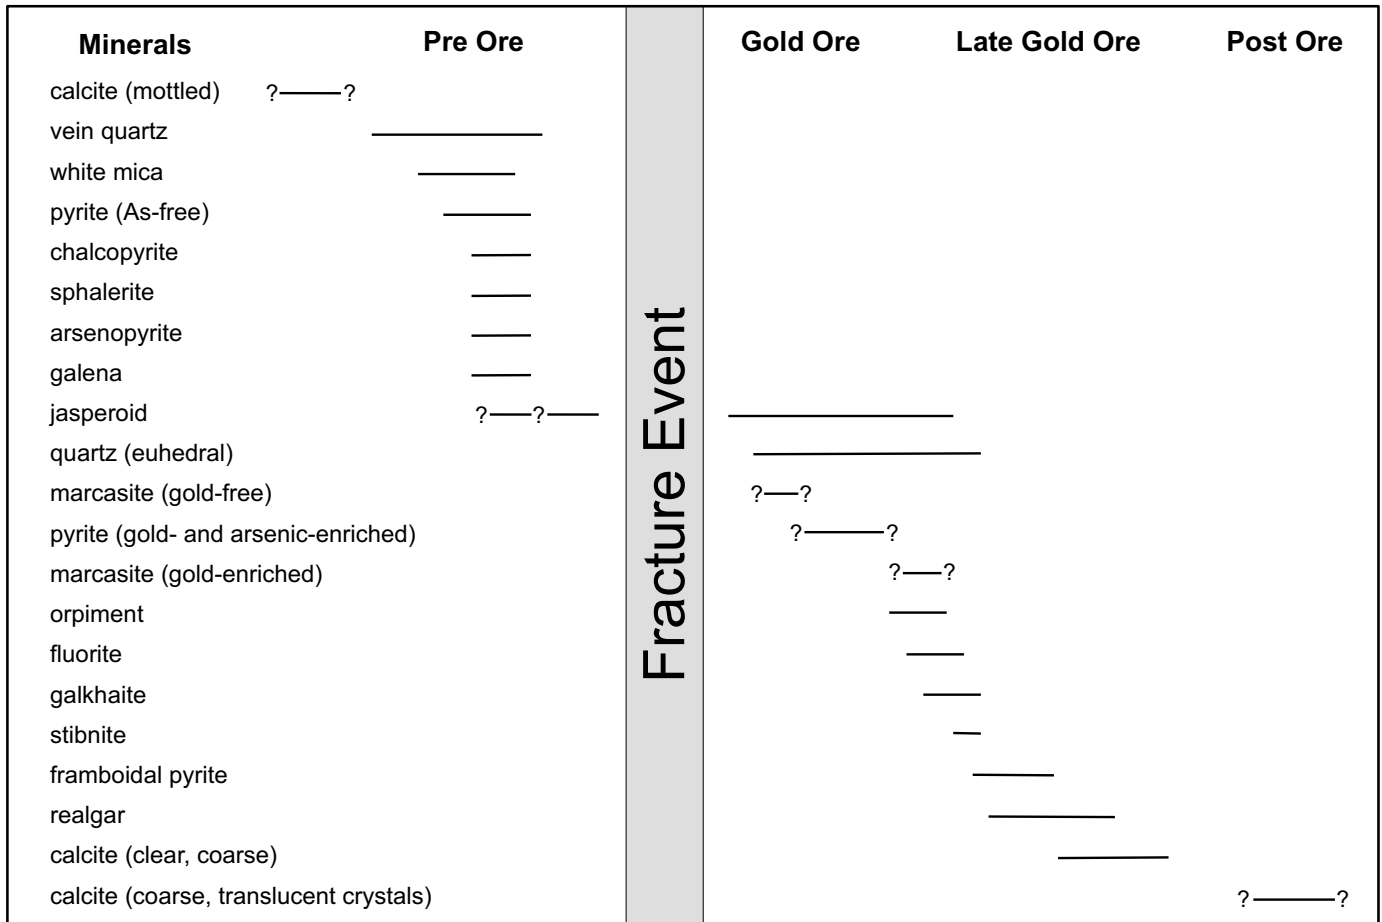 Minerals Pre Ore Gold Ore Late Gold Ore Post Ore
calcite (mottled) ? ?
vein quartz
white mica
pyrite (As-free)
chalcopyrite
sphalerite
arsenopyrite
galena
jasperoid ? ?
quartz (euhedral)
marcasite (gold-free) ? ?
pyrite (gold- and arsenic-enriched) ? ?
marcasite (gold-enriched) ? ?
orpiment
fluorite
galkhaite
stibnite
framboidal pyrite
realgar
calcite (clear, coarse)
calcite (coarse, translucent crystals) ? ?
Fracture Event